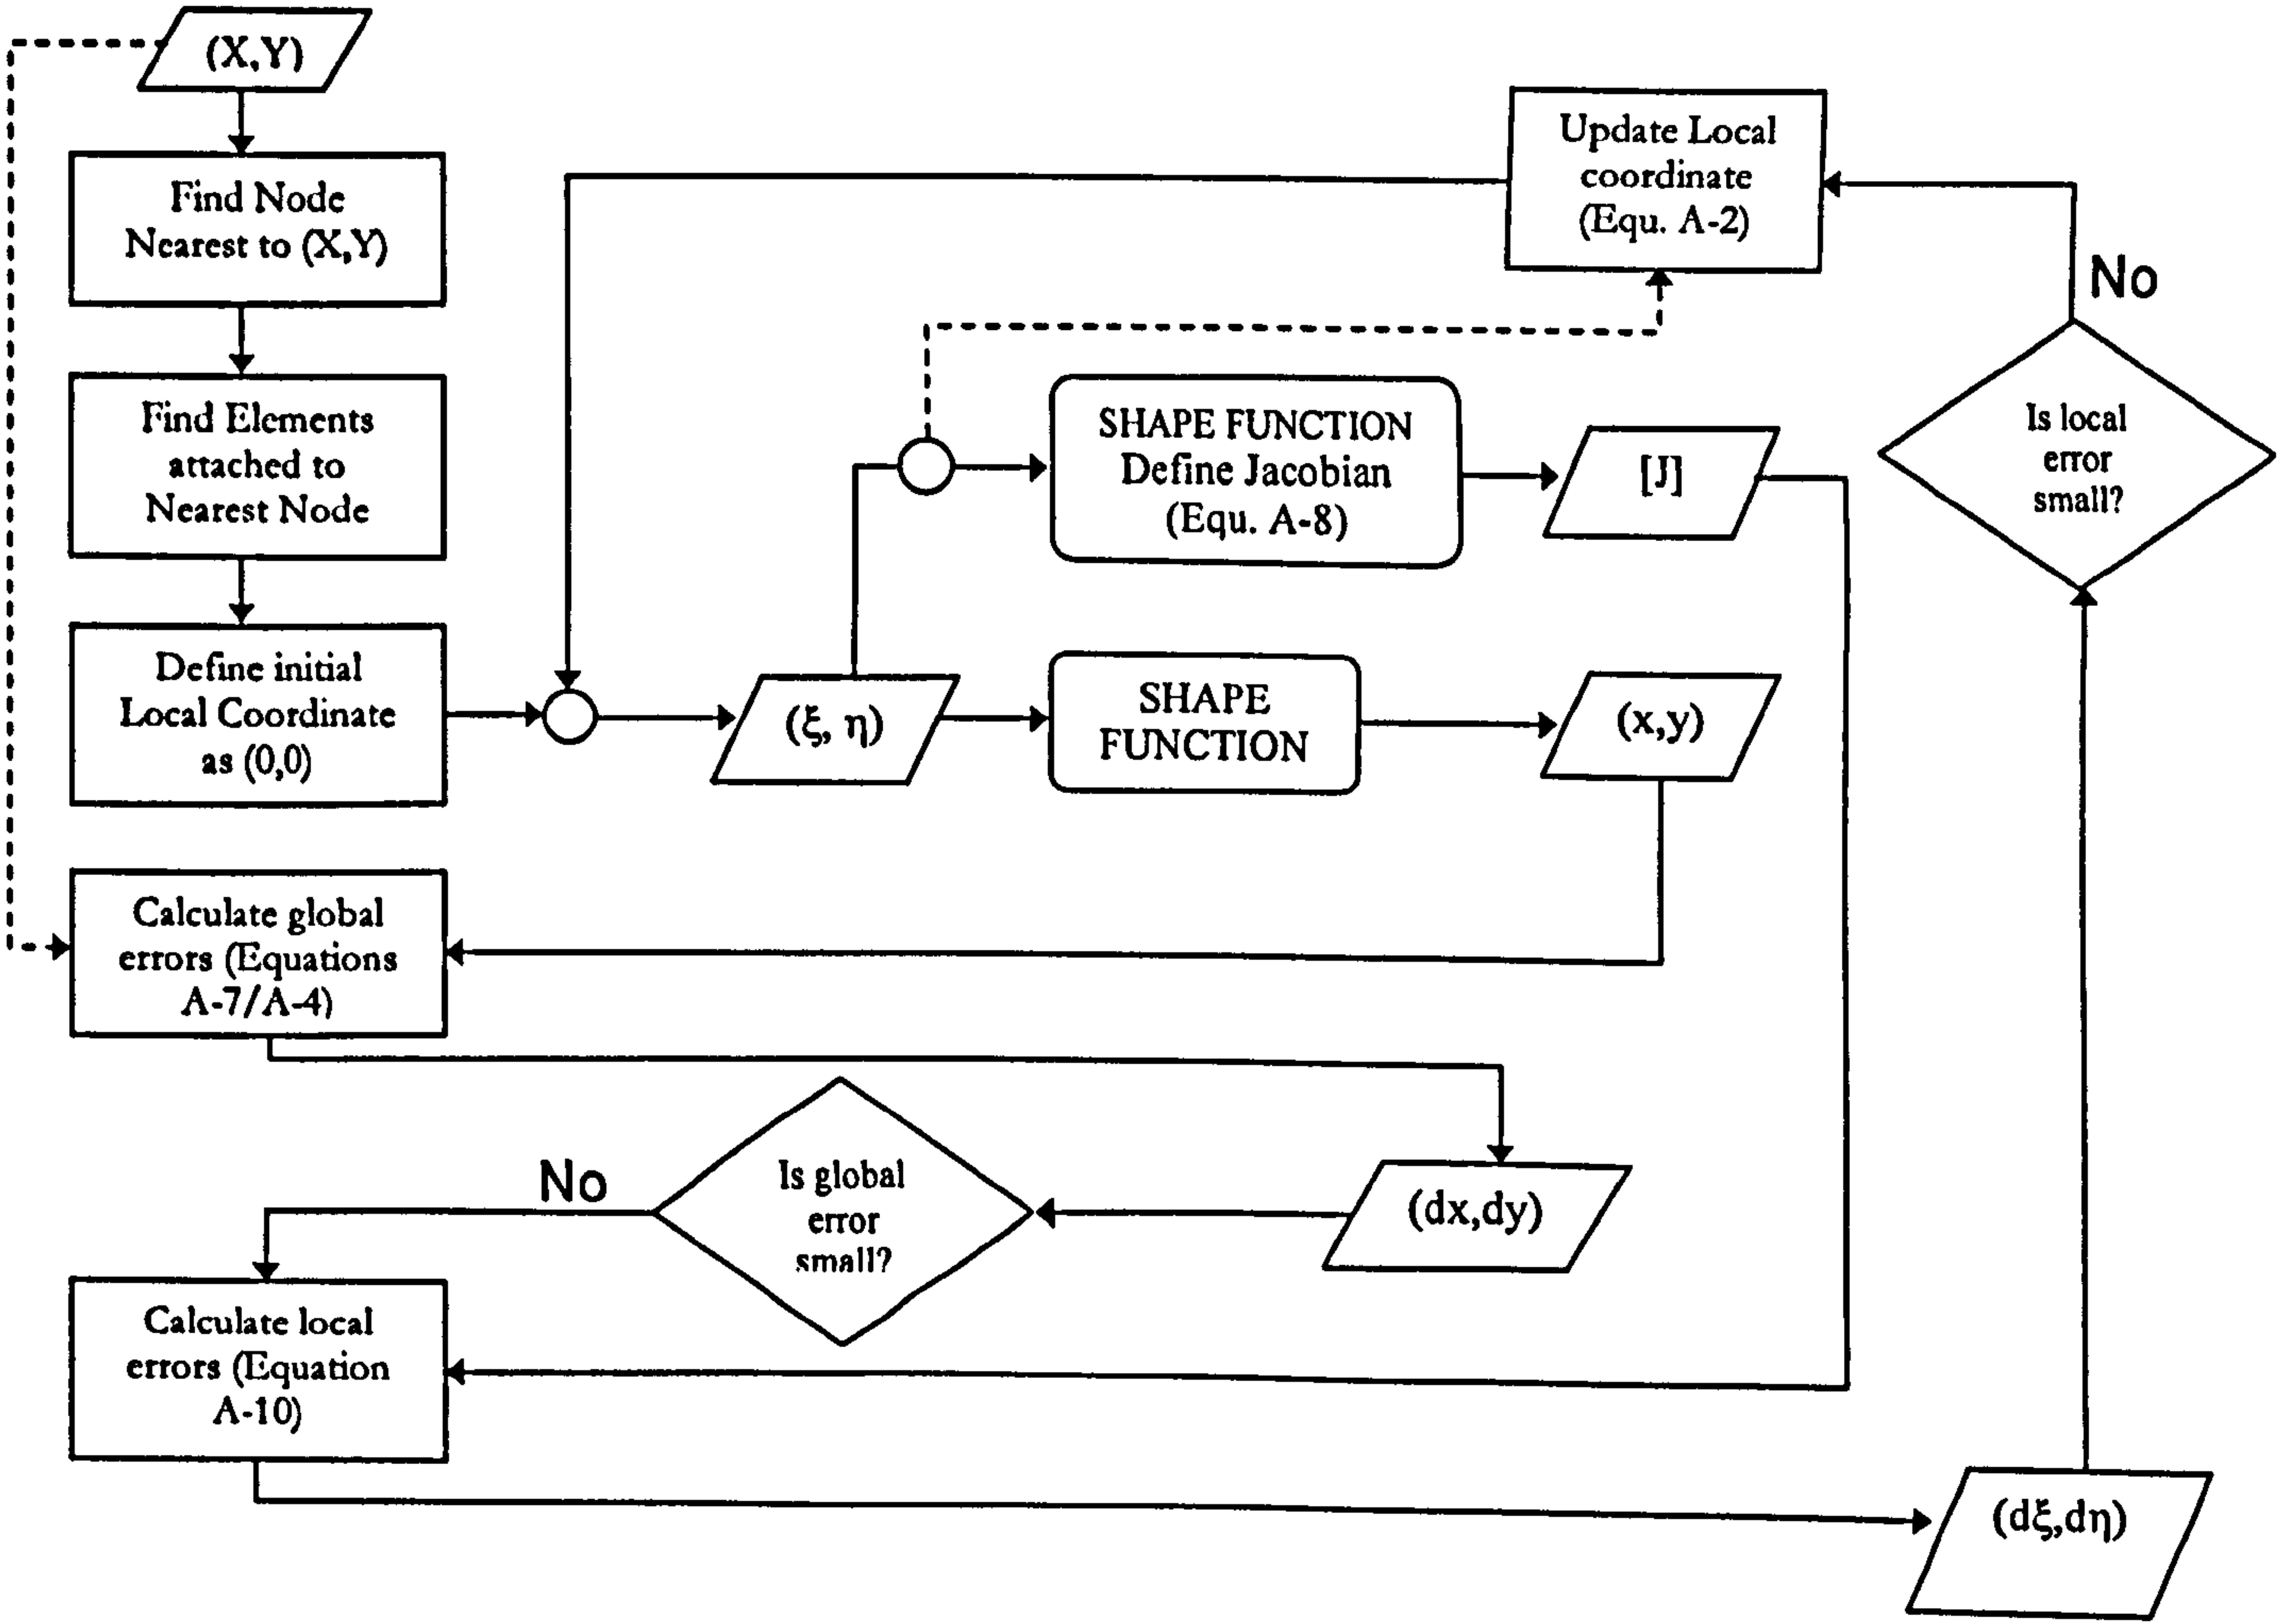 (X,Y)
Find Node
Nearest to (X,Y)
Find Elements
attached to
Nearest Node
Define initial
Local Coordinate
as (0,0)
(ξ, η)
SHAPE FUNCTION
Define Jacobian
(Equ. A-8)
[J]
SHAPE
FUNCTION
(x,y)
Update Local
coordinate
(Equ. A-2)
No
Is local
error
small?
Calculate global
errors (Equations
A-7/A-4)
(dx,dy)
Is global
error
small?
No
Calculate local
errors (Equation
A-10)
(dξ,dη)